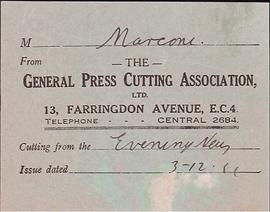 M Marconi.
From — THE —
GENERAL PRESS CUTTING ASSOCIATION,
LTD.
13, FARRINGDON AVENUE, E.C.4.
TELEPHONE - - - CENTRAL 2684.
Cutting from the Evening News
Issue dated 3-12.